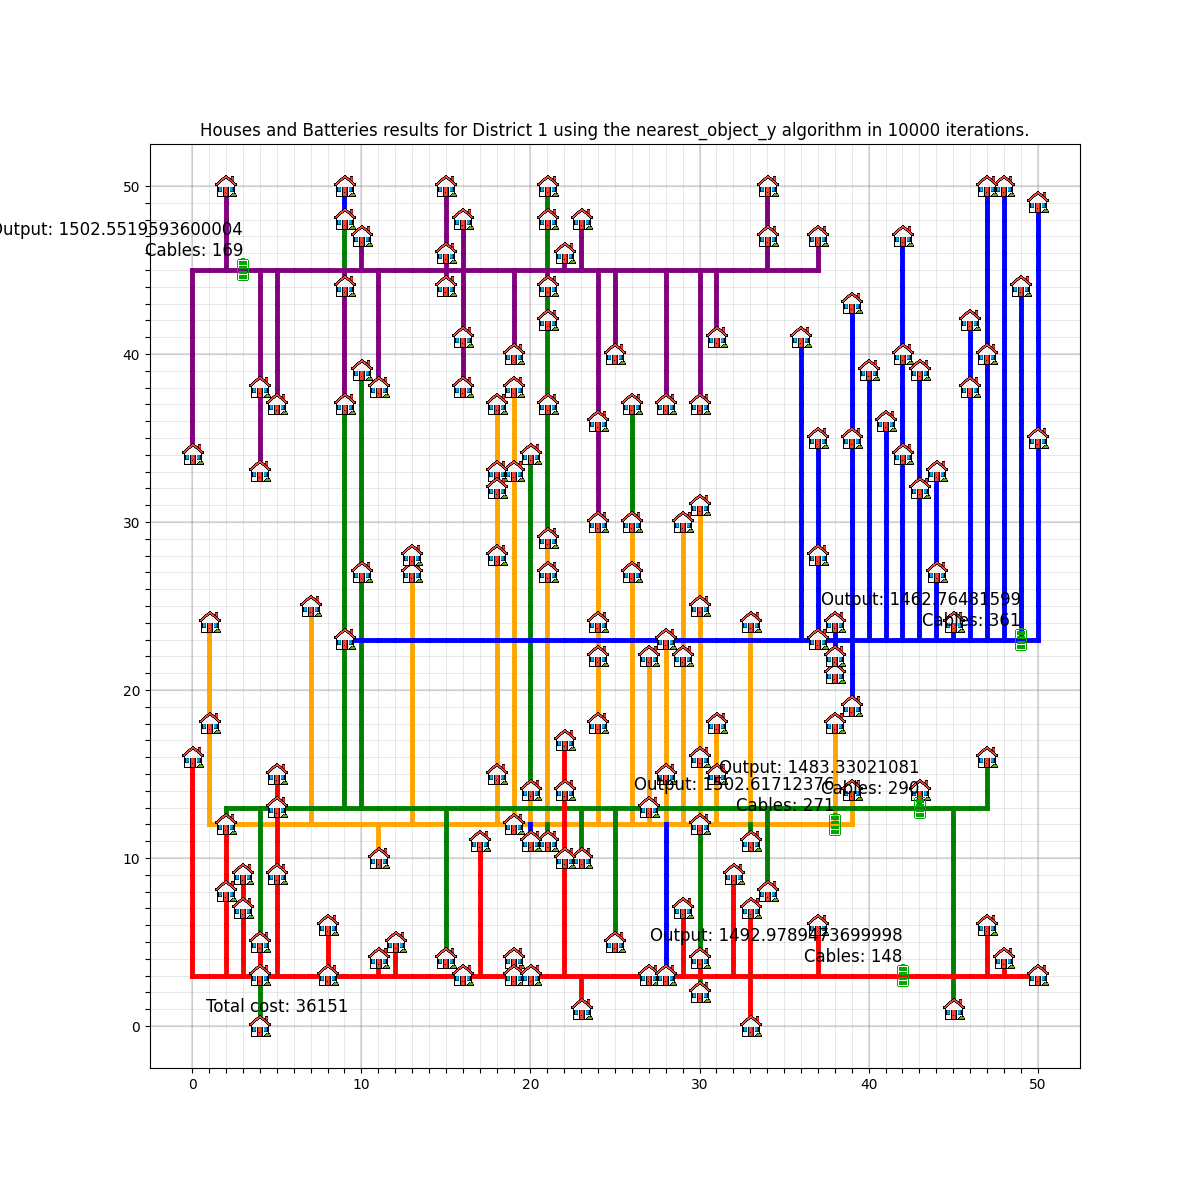 Houses and Batteries results for District 1 using the nearest_object_y algorithm in 10000 iterations.
50
Output: 1502.5519593600004
Cables: 169
40
30
Output: 1462.76481599
Cables: 361
20
Output: 1483.33021081
Cables: 290
Output: 1502.61712376
Cables: 271
10
Output: 1492.9789473699998
Cables: 148
Total cost: 36151
0
0 10 20 30 40 50